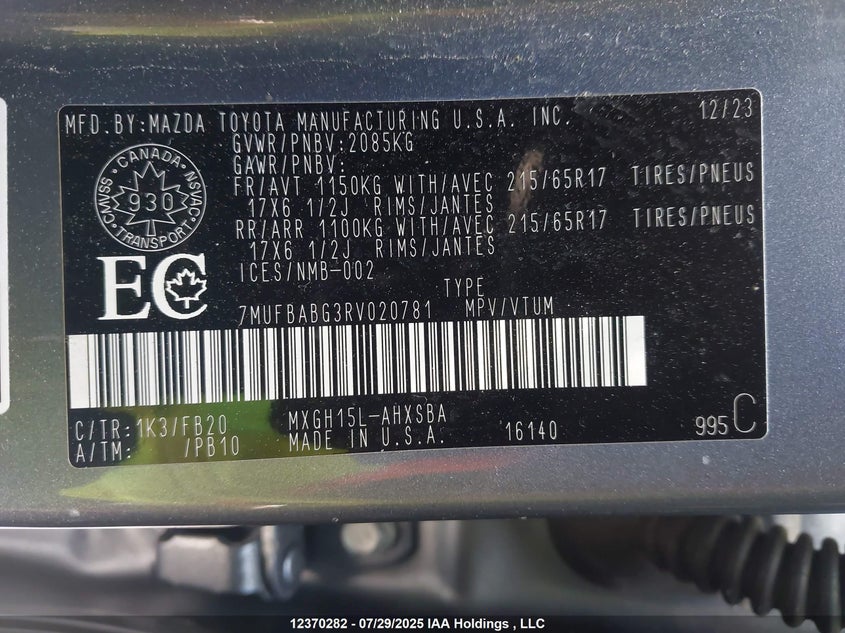 MFD.BY:MAZDA TOYOTA MANUFACTURING U.S.A. INC. 12/23
GVWR/PNBV:2085KG
GAWR/PNBV:
FR/AVT 1150KG WITH/AVEC 215/65R17 TIRES/PNEUS
17X6 1/2J RIMS/JANTES
RR/ARR 1100KG WITH/AVEC 215/65R17 TIRES/PNEUS
17X6 1/2J RIMS/JANTES
ICES/NMB-002
CANADA
CMVSS
NSVAC
930
TRANSPORT
EC
TYPE
7MUFBABG3RV020781 MPV/VTUM
C/TR:1K3/FB20 MXGH15L-AHXSBA
A/TM: /PB10 MADE IN U.S.A. 16140 995C
12370282 - 07/29/2025 IAA Holdings , LLC